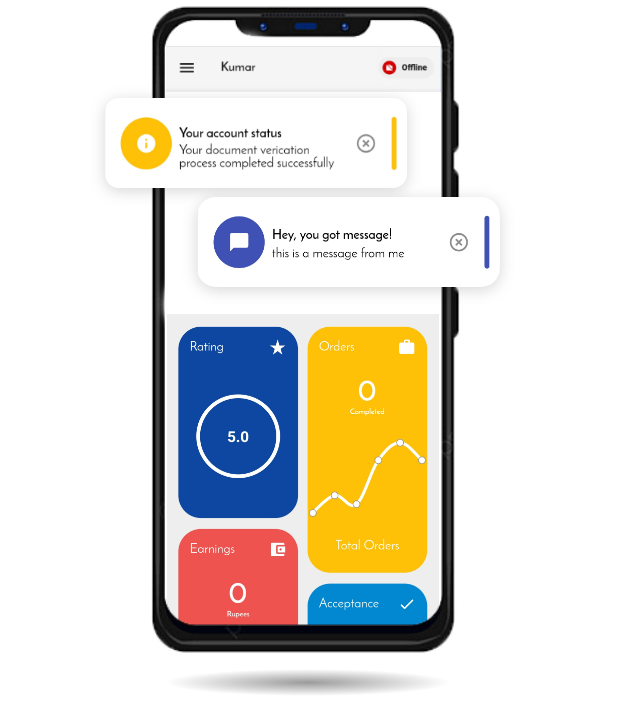 Kumar
Offline
Your account status
Your document verication
process completed successfully
Hey, you got message!
this is a message from me
Rating
5.0
Orders
0
Completed
Total Orders
Earnings
0
Rupees
Acceptance